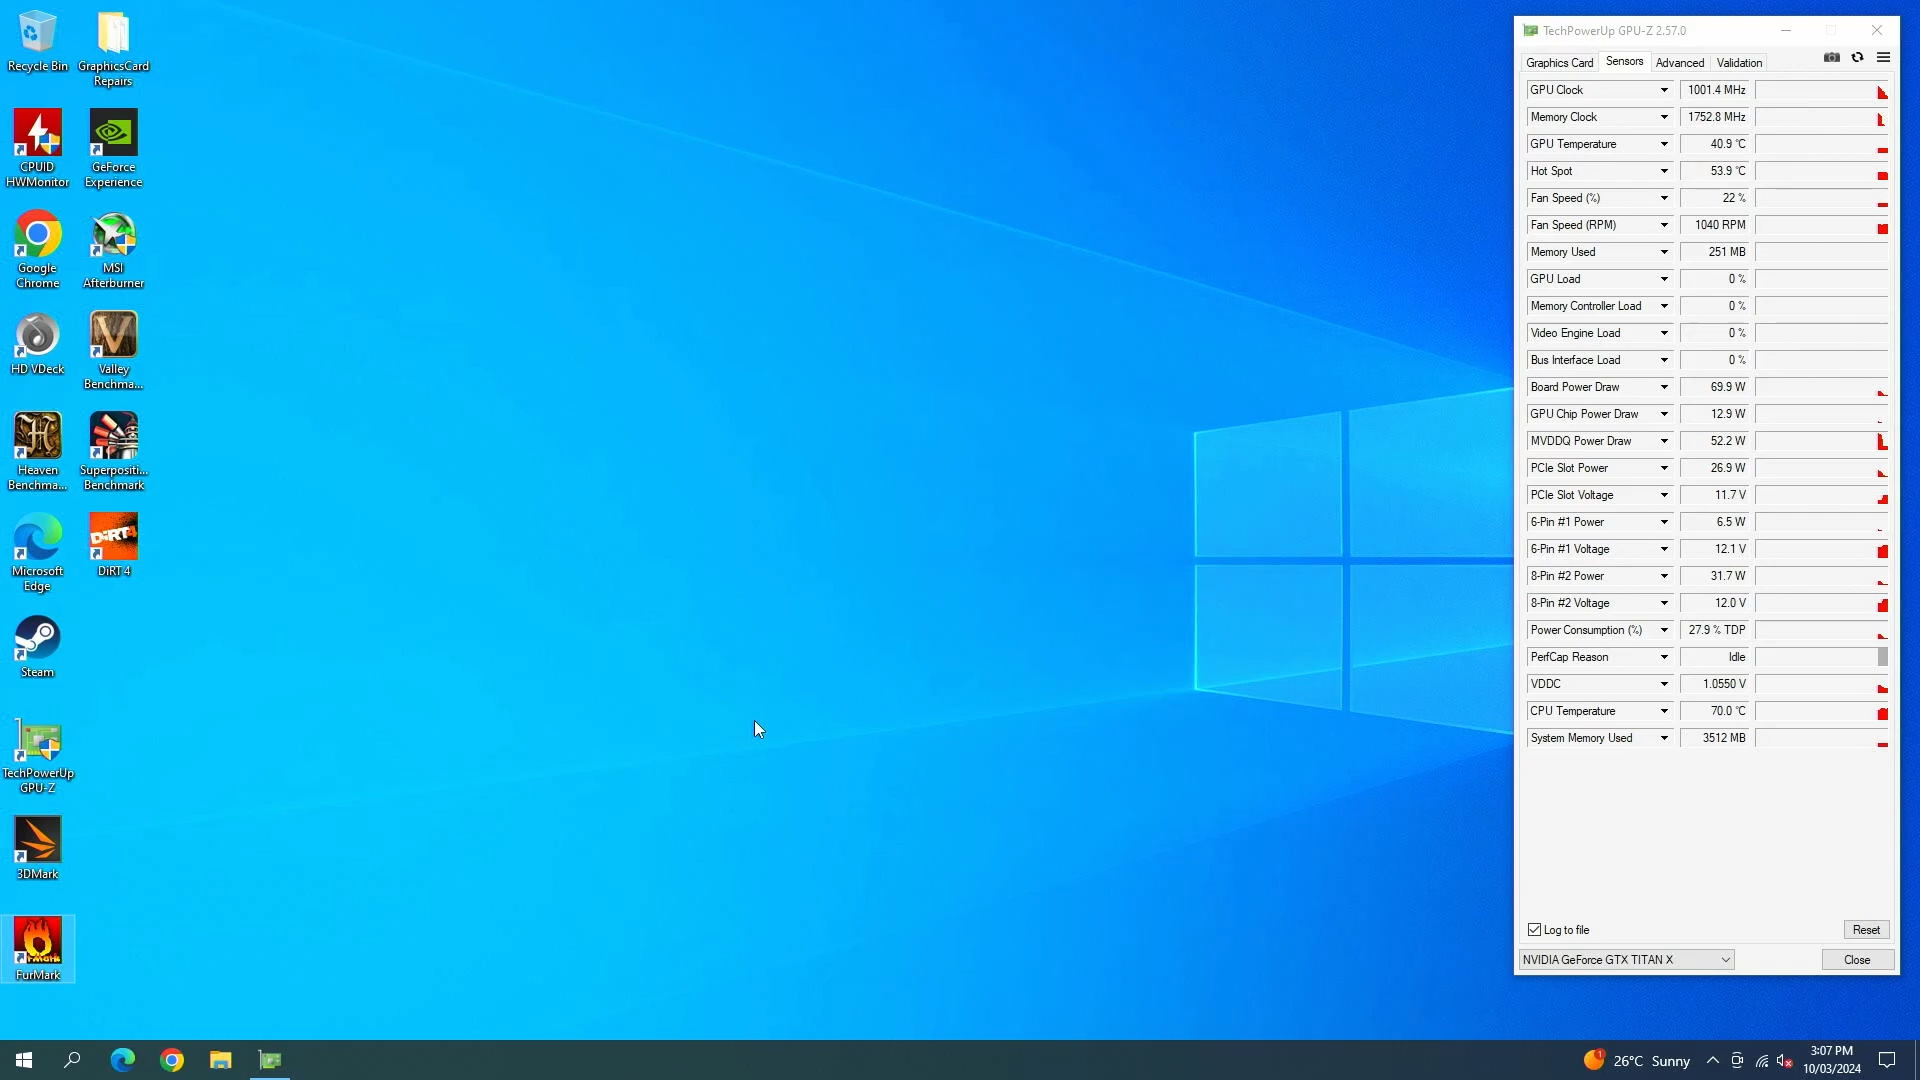 Recycle Bin
GraphicsCard
Repairs
CPUID
HWMonitor
GeForce
Experience
Google
Chrome
MSI
Afterburner
HD VDeck
Valley
Benchma...
Heaven
Benchma...
Superpositi...
Benchmark
Microsoft
Edge
DiRT4
DiRT 4
Steam
TechPowerUp
GPU-Z
3DMark
FurMark
TechPowerUp GPU-Z 2.57.0
Graphics Card Sensors Advanced Validation
GPU Clock 1001.4 MHz
Memory Clock 1752.8 MHz
GPU Temperature 40.9 °C
Hot Spot 53.9 °C
Fan Speed (%) 22 %
Fan Speed (RPM) 1040 RPM
Memory Used 251 MB
GPU Load 0 %
Memory Controller Load 0 %
Video Engine Load 0 %
Bus Interface Load 0 %
Board Power Draw 69.9 W
GPU Chip Power Draw 12.9 W
MVDDQ Power Draw 52.2 W
PCIe Slot Power 26.9 W
PCIe Slot Voltage 11.7 V
6-Pin #1 Power 6.5 W
6-Pin #1 Voltage 12.1 V
8-Pin #2 Power 31.7 W
8-Pin #2 Voltage 12.0 V
Power Consumption (%) 27.9 % TDP
PerfCap Reason Idle
VDDC 1.0550 V
CPU Temperature 70.0 °C
System Memory Used 3512 MB
Log to file Reset
NVIDIA GeForce GTX TITAN X Close
1 26°C Sunny
3:07 PM
10/03/2024